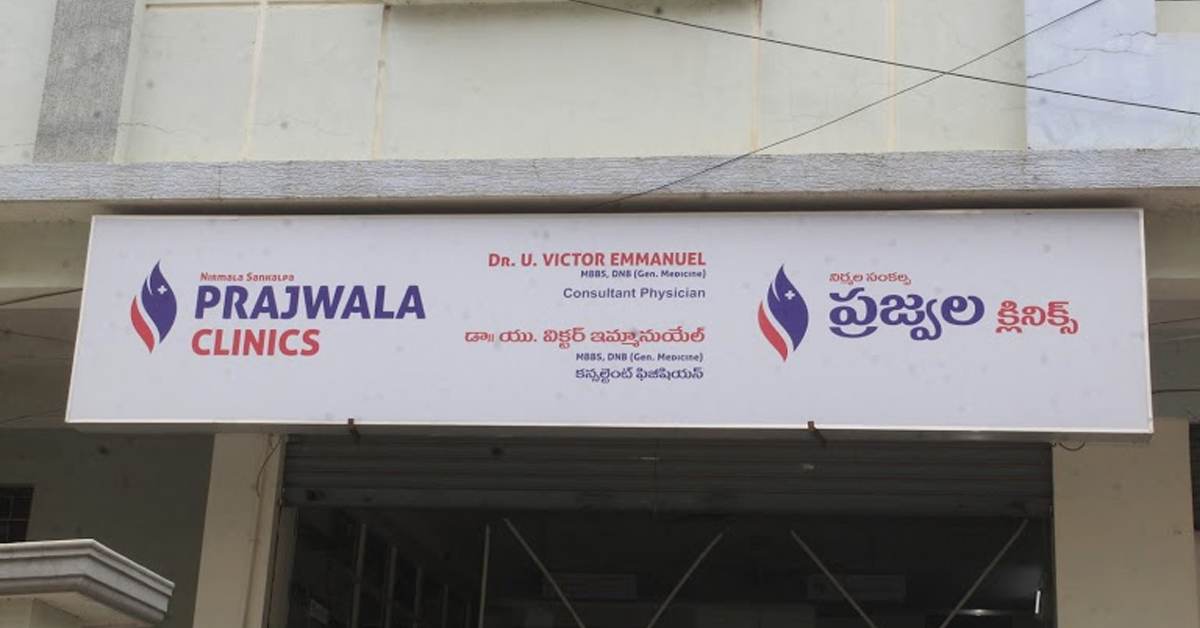 Nirmala Sankalpa
PRAJWALA
CLINICS
DR. U. VICTOR EMMANUEL
MBBS, DNB (Gen. Medicine)
Consultant Physician
డా॥ యు. విక్టర్ ఇమ్మానుయేల్
MBBS, DNB (Gen. Medicine)
కన్సల్టెంట్ ఫిజీషియన్
నిర్మల సంకల్ప
ప్రజ్వల క్లినిక్స్